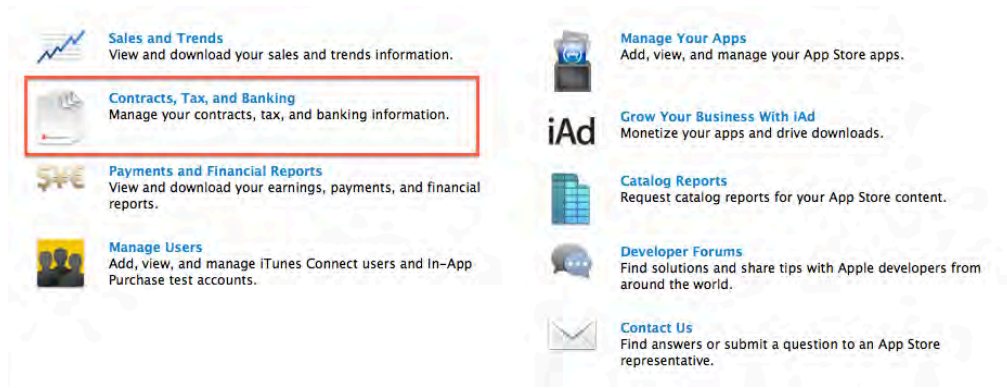 Sales and Trends
View and download your sales and trends information.
Contracts, Tax, and Banking
Manage your contracts, tax, and banking information.
Payments and Financial Reports
View and download your earnings, payments, and financial
reports.
Manage Users
Add, view, and manage iTunes Connect users and In-App
Purchase test accounts.
Manage Your Apps
Add, view, and manage your App Store apps.
iAd
Grow Your Business With iAd
Monetize your apps and drive downloads.
Catalog Reports
Request catalog reports for your App Store content.
Developer Forums
Find solutions and share tips with Apple developers from
around the world.
Contact Us
Find answers or submit a question to an App Store
representative.